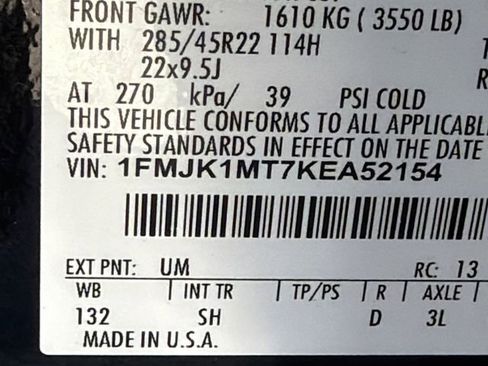 FRONT GAWR: 1610 KG ( 3550 LB)
WITH 285/45R22 114H
22x9.5J
AT 270 kPa/ 39 PSI COLD
THIS VEHICLE CONFORMS TO ALL
SAFETY STANDARDS IN EFFECT ON THE DATE
VIN: 1FMJK1MT7KEA52154
EXT PNT: UM RC: 13
WB INT TR TP/PS R AXLE
132 SH D 3L
MADE IN U.S.A.